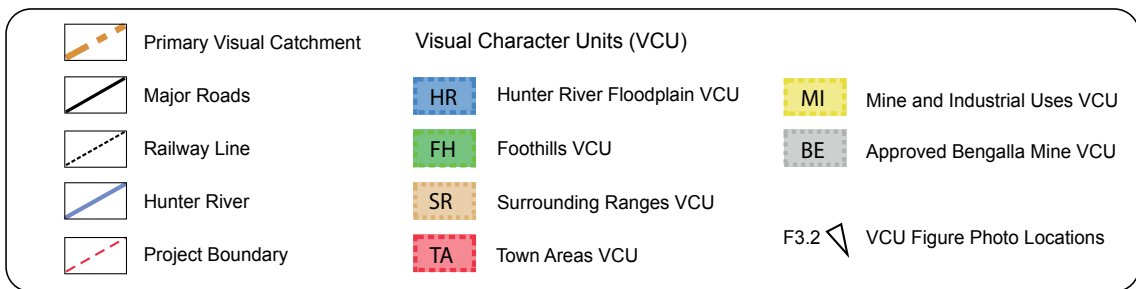 Primary Visual Catchment
Major Roads
Railway Line
Hunter River
Project Boundary
Visual Character Units (VCU)
HR Hunter River Floodplain VCU
FH Foothills VCU
SR Surrounding Ranges VCU
TA Town Areas VCU
MI Mine and Industrial Uses VCU
BE Approved Bengalla Mine VCU
F3.2 VCU Figure Photo Locations